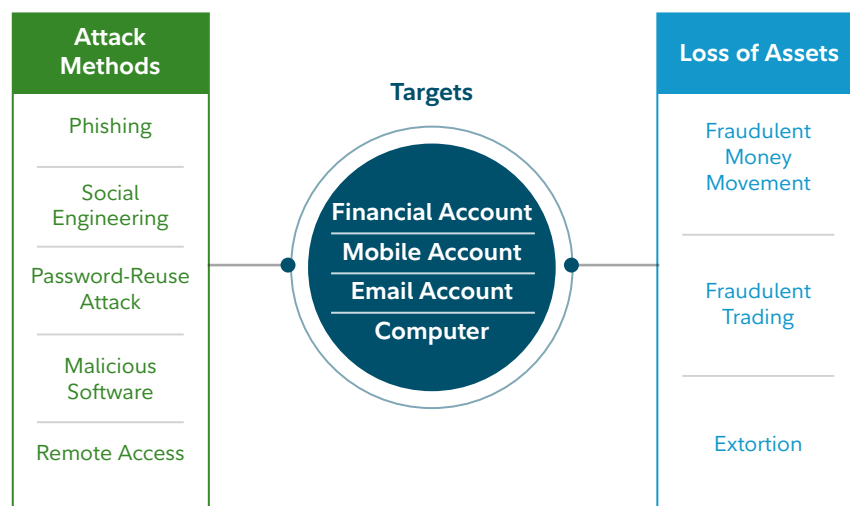 Attack
Methods
Phishing
Social
Engineering
Password-Reuse
Attack
Malicious
Software
Remote Access
Targets
Financial Account
Mobile Account
Email Account
Computer
Loss of Assets
Fraudulent
Money
Movement
Fraudulent
Trading
Extortion